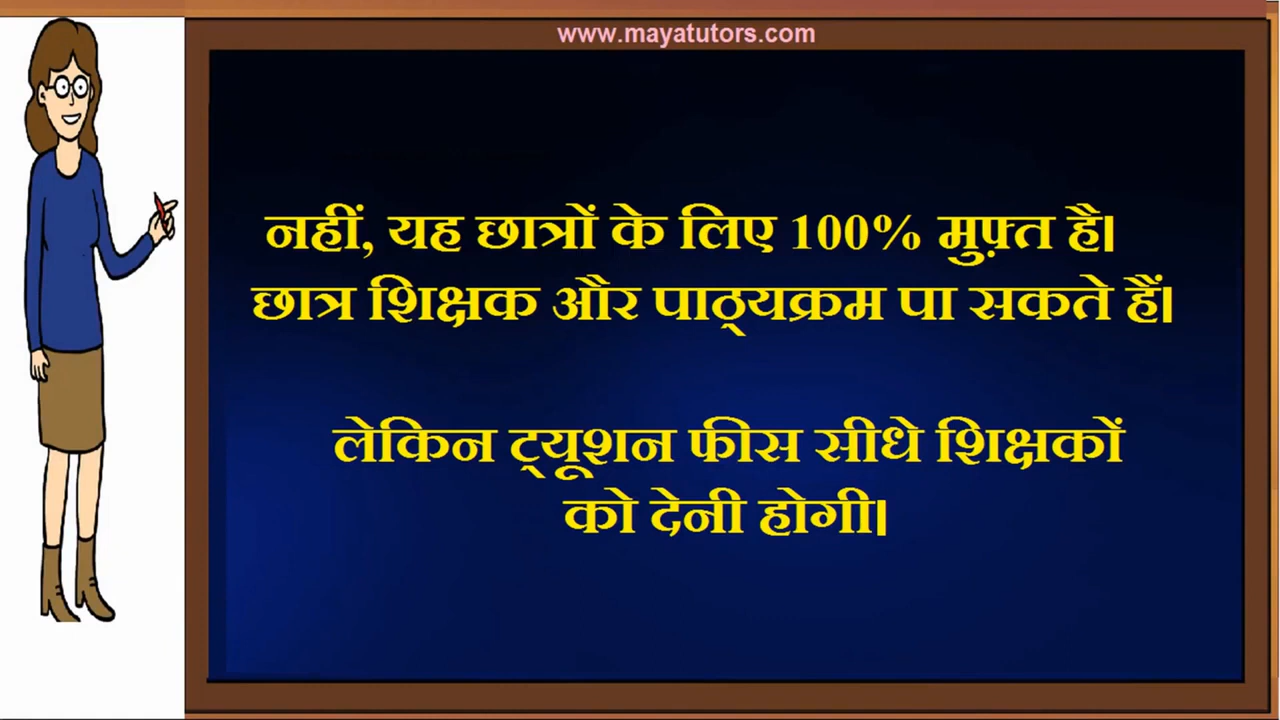 www.mayatutors.com
नहीं, यह छात्रों के लिए 100% मुफ़्त है।
छात्र शिक्षक और पाठ्यक्रम पा सकते हैं।
लेकिन ट्यूशन फीस सीधे शिक्षकों
को देनी होगी।